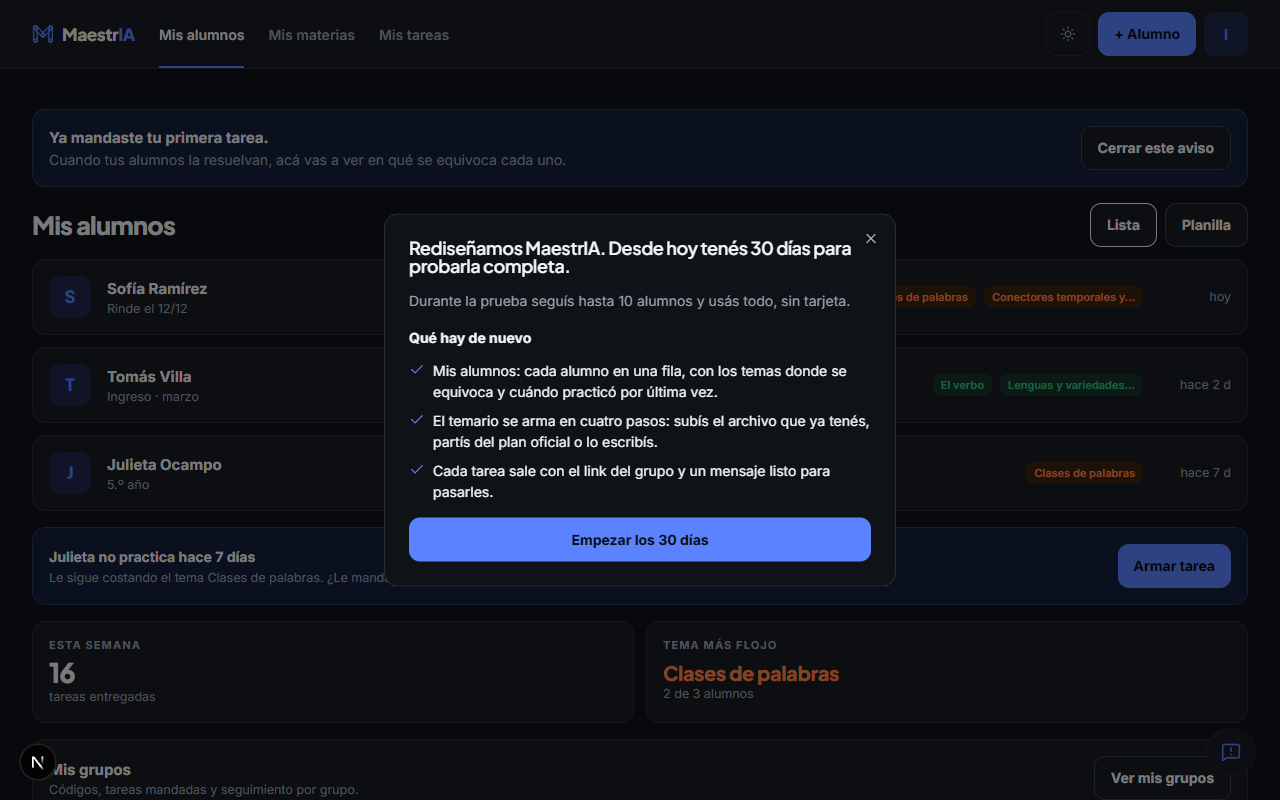 MaestrIA
Mis alumnos
Mis materias
Mis tareas
+ Alumno
I
Ya mandaste tu primera tarea.
Cuando tus alumnos la resuelvan, acá vas a ver en qué se equivoca cada uno.
Cerrar este aviso
Mis alumnos
Lista
Planilla
S
Sofía Ramírez
Rinde el 12/12
de palabras
Conectores temporales y...
hoy
T
Tomás Villa
Ingreso · marzo
El verbo
Lenguas y variedades...
hace 2 d
J
Julieta Ocampo
5.º año
Clases de palabras
hace 7 d
Rediseñamos MaestrIA. Desde hoy tenés 30 días para
probarla completa.
Durante la prueba seguís hasta 10 alumnos y usás todo, sin tarjeta.
Qué hay de nuevo
Mis alumnos: cada alumno en una fila, con los temas donde se
equivoca y cuándo practicó por última vez.
El temario se arma en cuatro pasos: subís el archivo que ya tenés,
partís del plan oficial o lo escribís.
Cada tarea sale con el link del grupo y un mensaje listo para
pasarles.
Empezar los 30 días
Julieta no practica hace 7 días
Le sigue costando el tema Clases de palabras. ¿Le
Armar tarea
ESTA SEMANA
16
tareas entregadas
TEMA MÁS FLOJO
Clases de palabras
2 de 3 alumnos
N
Mis grupos
Códigos, tareas mandadas y seguimiento por grupo.
Ver mis grupos